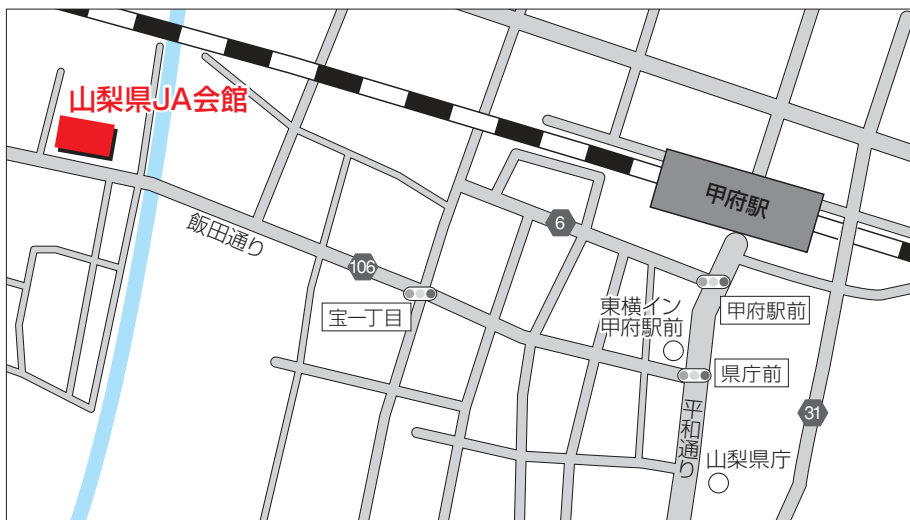 山梨県JA会館
甲府駅
飯田通り
6
106
宝一丁目
東横イン
甲府駅前
甲府駅前
県庁前
31
平和通り
山梨県庁